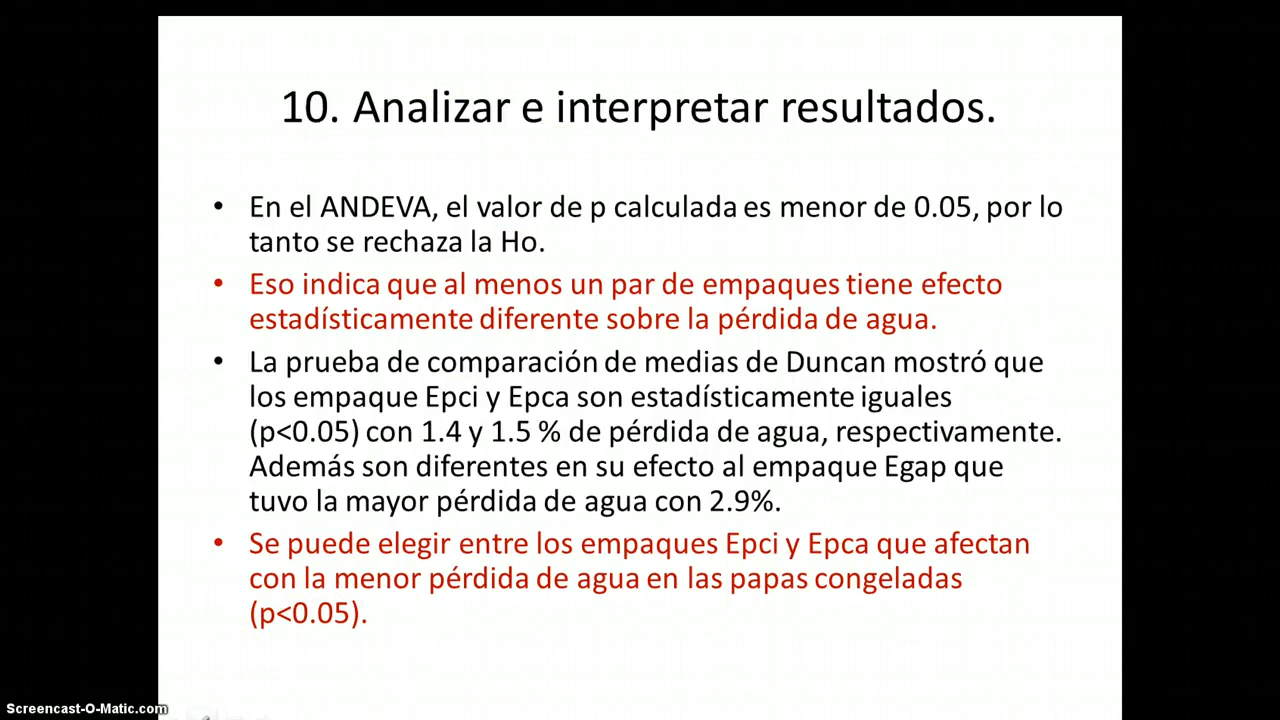 10. Analizar e interpretar resultados.
• En el ANDEVA, el valor de p calculada es menor de 0.05, por lo
tanto se rechaza la Ho.
• Eso indica que al menos un par de empaques tiene efecto
estadísticamente diferente sobre la pérdida de agua.
• La prueba de comparación de medias de Duncan mostró que
los empaque Epci y Epca son estadísticamente iguales
(p<0.05) con 1.4 y 1.5 % de pérdida de agua, respectivamente.
Además son diferentes en su efecto al empaque Egap que
tuvo la mayor pérdida de agua con 2.9%.
• Se puede elegir entre los empaques Epci y Epca que afectan
con la menor pérdida de agua en las papas congeladas
(p<0.05).
Screencast-O-Matic.com